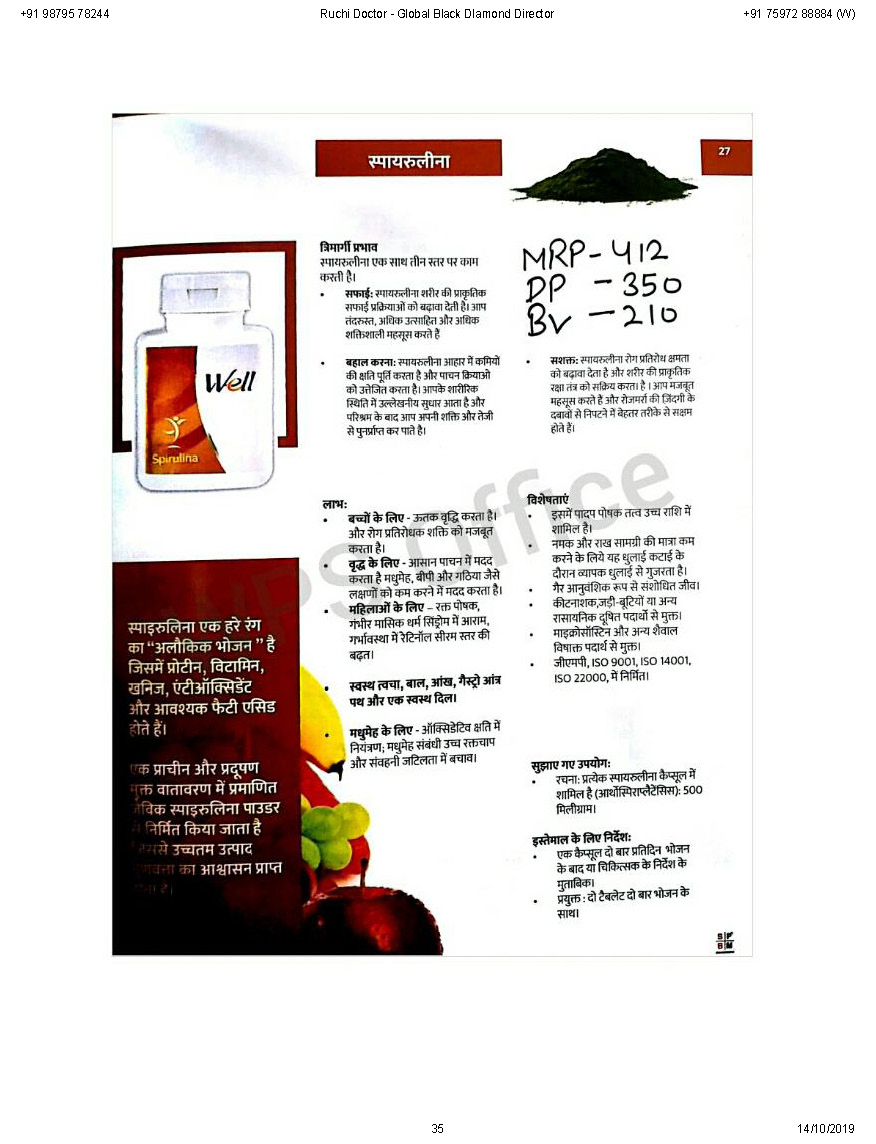 +91 98795 78244
Ruchi Doctor - Global Black DIamond Director
+91 75972 88884 (W)
स्पायरुलीना
27
त्रिमार्गी प्रभाव
स्पायरुलीना एक साथ तीन स्तर पर काम
करती है।
• सफाई: स्पायरुलीना शरीर की प्राकृतिक
सफाई प्रक्रियाओं को बढ़ावा देती है। आप
तंदरुस्त, अधिक उत्साहित और अधिक
शक्तिशाली महसूस करते हैं
• बहाल करना: स्पायरुलीना आहार में कमियों
की क्षति पूर्ति करता है और पाचन क्रियाओ
को उत्तेजित करता है। आपके शारीरिक
स्थिति में उल्लेखनीय सुधार आता है और
परिश्रम के बाद आप अपनी शक्ति और तेजी
से पुनर्प्राप्त कर पाते है।
MRP - 412
DP - 350
BV - 210
• सशक्त: स्पायरुलीना रोग प्रतिरोध क्षमता
को बढ़ावा देता है और शरीर की प्राकृतिक
रक्षा तंत्र को सक्रिय करता है । आप मजबूत
महसूस करते हैं और रोजमर्रा की ज़िंदगी के
दबावों से निपटने में बेहतर तरीके से सक्षम
होते हैं।
Well
Spirulina
लाभ:
• बच्चों के लिए - ऊतक वृद्धि करता है।
और रोग प्रतिरोधक शक्ति को मजबूत
करता है।
• वृद्ध के लिए - आसान पाचन में मदद
करता है मधुमेह, बीपी और गठिया जैसे
लक्षणों को कम करने में मदद करता है।
• महिलाओं के लिए – रक्त पोषक,
गंभीर मासिक धर्म सिंड्रोम में आराम,
गर्भावस्था में रेटिनॉल सीरम स्तर की
बढ़त।
• स्वस्थ त्वचा, बाल, आंख, गैस्ट्रो आंत्र
पथ और एक स्वस्थ दिल।
• मधुमेह के लिए - ऑक्सिडेटिव क्षति में
नियंत्रण; मधुमेह संबंधी उच्च रक्तचाप
और संवहनी जटिलता में बचाव।
विशेषताएं
• इसमें पादप पोषक तत्व उच्च राशि में
शामिल है।
• नमक और राख सामग्री की मात्रा कम
करने के लिये यह धुलाई कटाई के
दौरान व्यापक धुलाई से गुजरता है।
• गैर आनुवंशिक रूप से संशोधित जीव।
• कीटनाशक,जड़ी-बूटियों या अन्य
रासायनिक दूषित पदार्थो से मुक्त।
• माइक्रोसॉस्टिन और अन्य शैवाल
विषाक्त पदार्थ से मुक्त।
• जीएमपी, ISO 9001, ISO 14001,
ISO 22000, में निर्मित।
सुझाए गए उपयोग:
• रचना: प्रत्येक स्पायरुलीना कैप्सूल में
शामिल है (आर्थोस्पिराप्लैटेंसिस): 500
मिलीग्राम।
इस्तेमाल के लिए निर्देश:
• एक कैप्सूल दो बार प्रतिदिन भोजन
के बाद या चिकित्सक के निर्देश के
मुताबिक।
• प्रयुक्त : दो टैबलेट दो बार भोजन के
साथ।
स्पाइरुलिना एक हरे रंग
का “अलौकिक भोजन ” है
जिसमें प्रोटीन, विटामिन,
खनिज, एंटीऑक्सिडेंट
और आवश्यक फैटी एसिड
होते हैं।
एक प्राचीन और प्रदूषण
मुक्त वातावरण में प्रमाणित
जैविक स्पाइरुलिना पाउडर
निर्मित किया जाता है
जिससे उच्चतम उत्पाद
का आश्वासन प्राप्त
WPS Office
35
14/10/2019